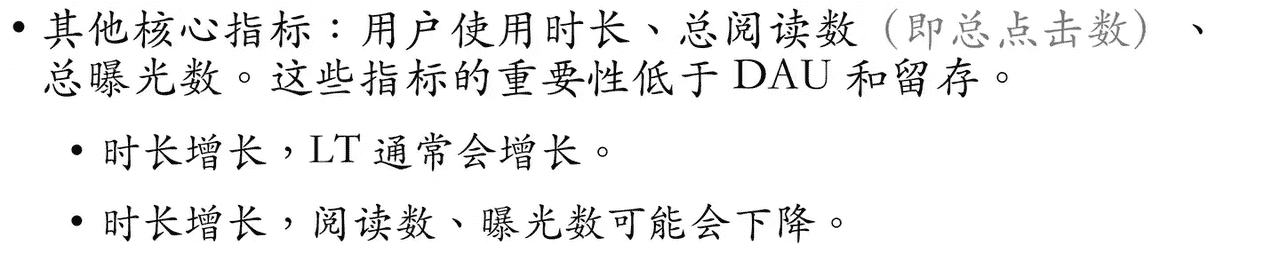 • 其他核心指标：用户使用时长、总阅读数（即总点击数）、
总曝光数。这些指标的重要性低于 DAU 和留存。
• 时长增长，LT 通常会增长。
• 时长增长，阅读数、曝光数可能会下降。